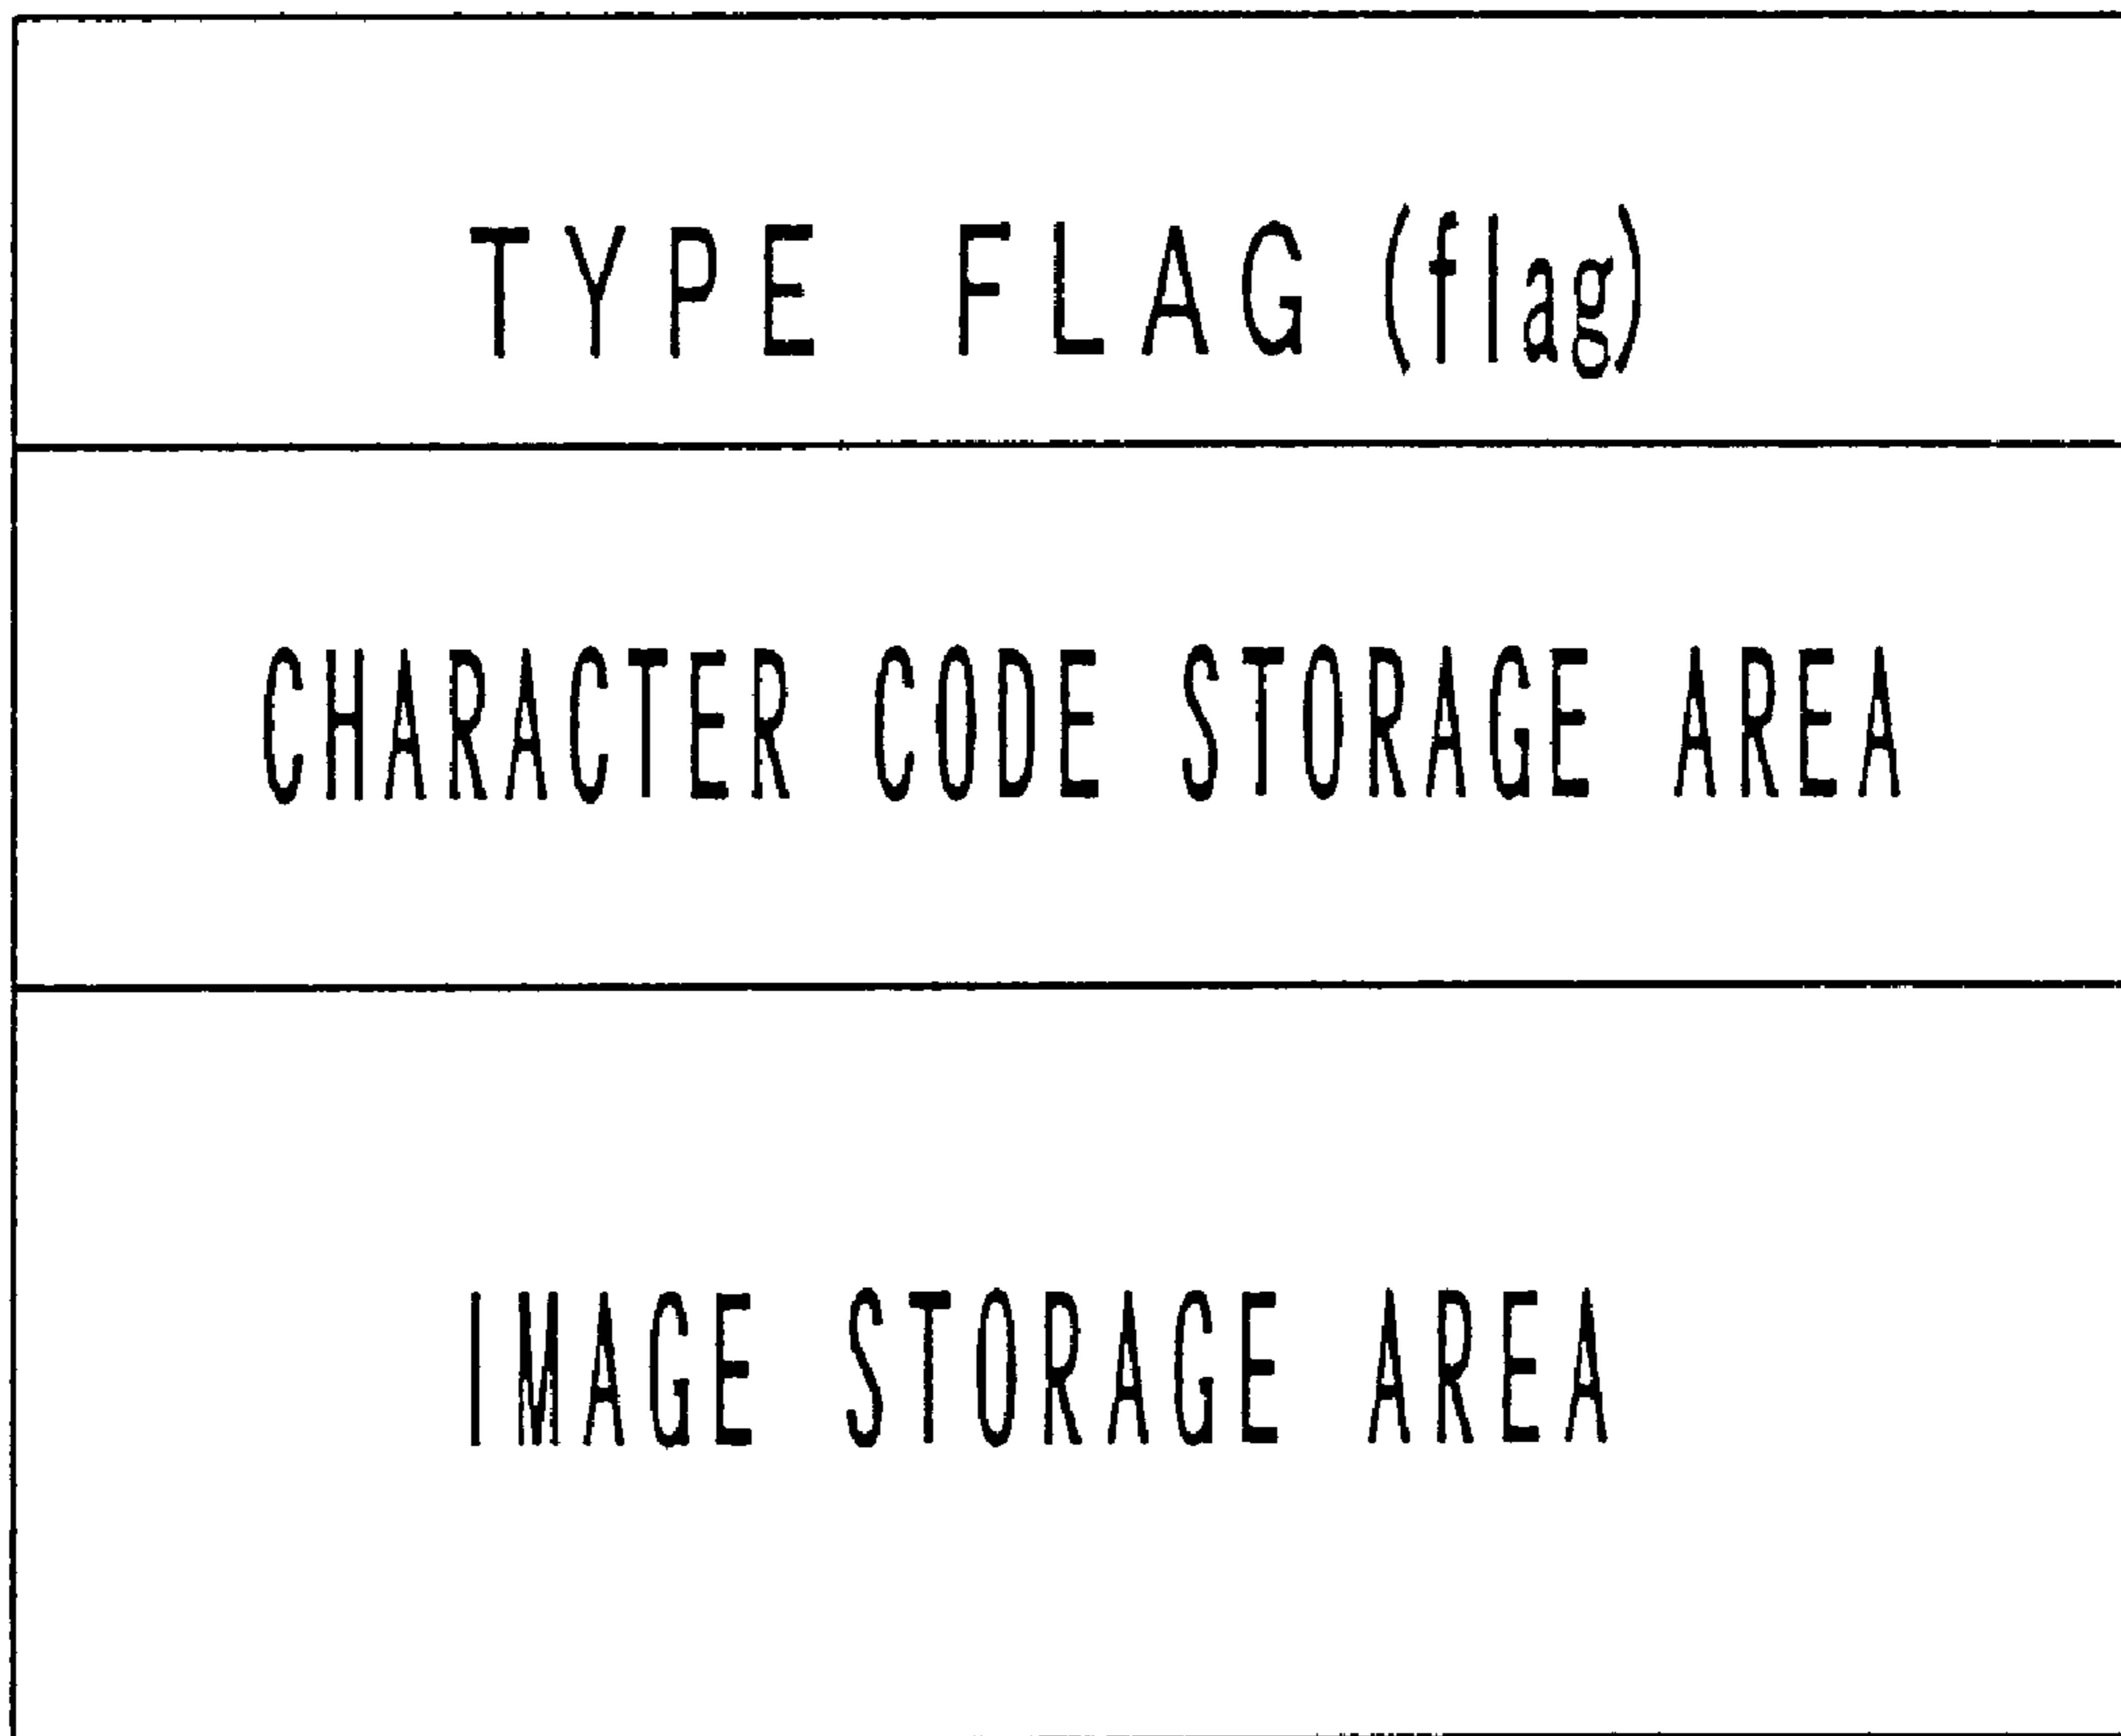 TYPE FLAG (flag)
CHARACTER CODE STORAGE AREA
IMAGE STORAGE AREA